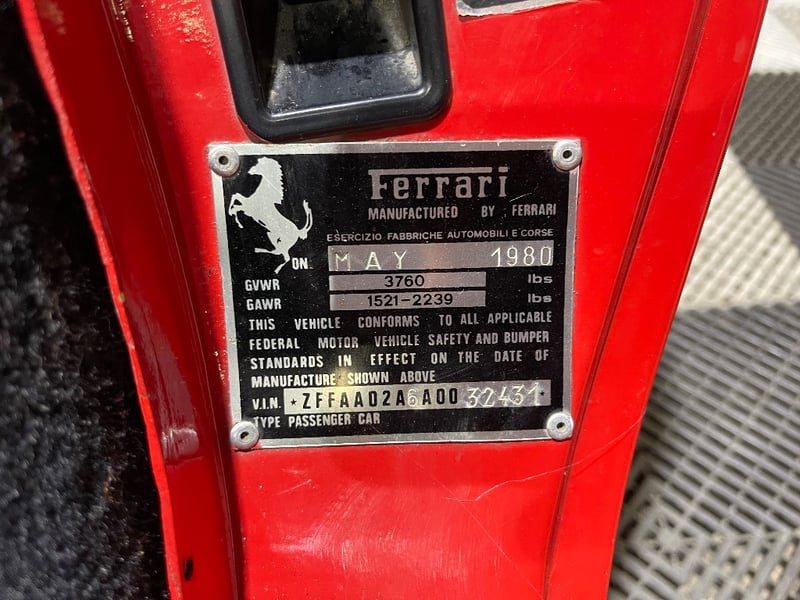 Ferrari
MANUFACTURED BY FERRARI
ESERCIZIO FABBRICHE AUTOMOBILI E CORSE
ON MAY 1980
GVWR 3760 lbs
GAWR 1521-2239 lbs
THIS VEHICLE CONFORMS TO ALL APPLICABLE
FEDERAL MOTOR VEHICLE SAFETY AND BUMPER
STANDARDS IN EFFECT ON THE DATE OF
MANUFACTURE SHOWN ABOVE
V.I.N. *ZFFAA02A6A0032431*
TYPE PASSENGER CAR